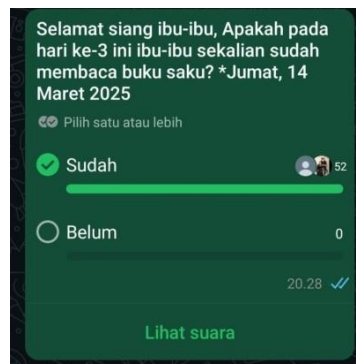 Selamat siang ibu-ibu, Apakah pada
hari ke-3 ini ibu-ibu sekalian sudah
membaca buku saku? *Jumat, 14
Maret 2025
Pilih satu atau lebih
Sudah 52
Belum 0
20.28
Lihat suara